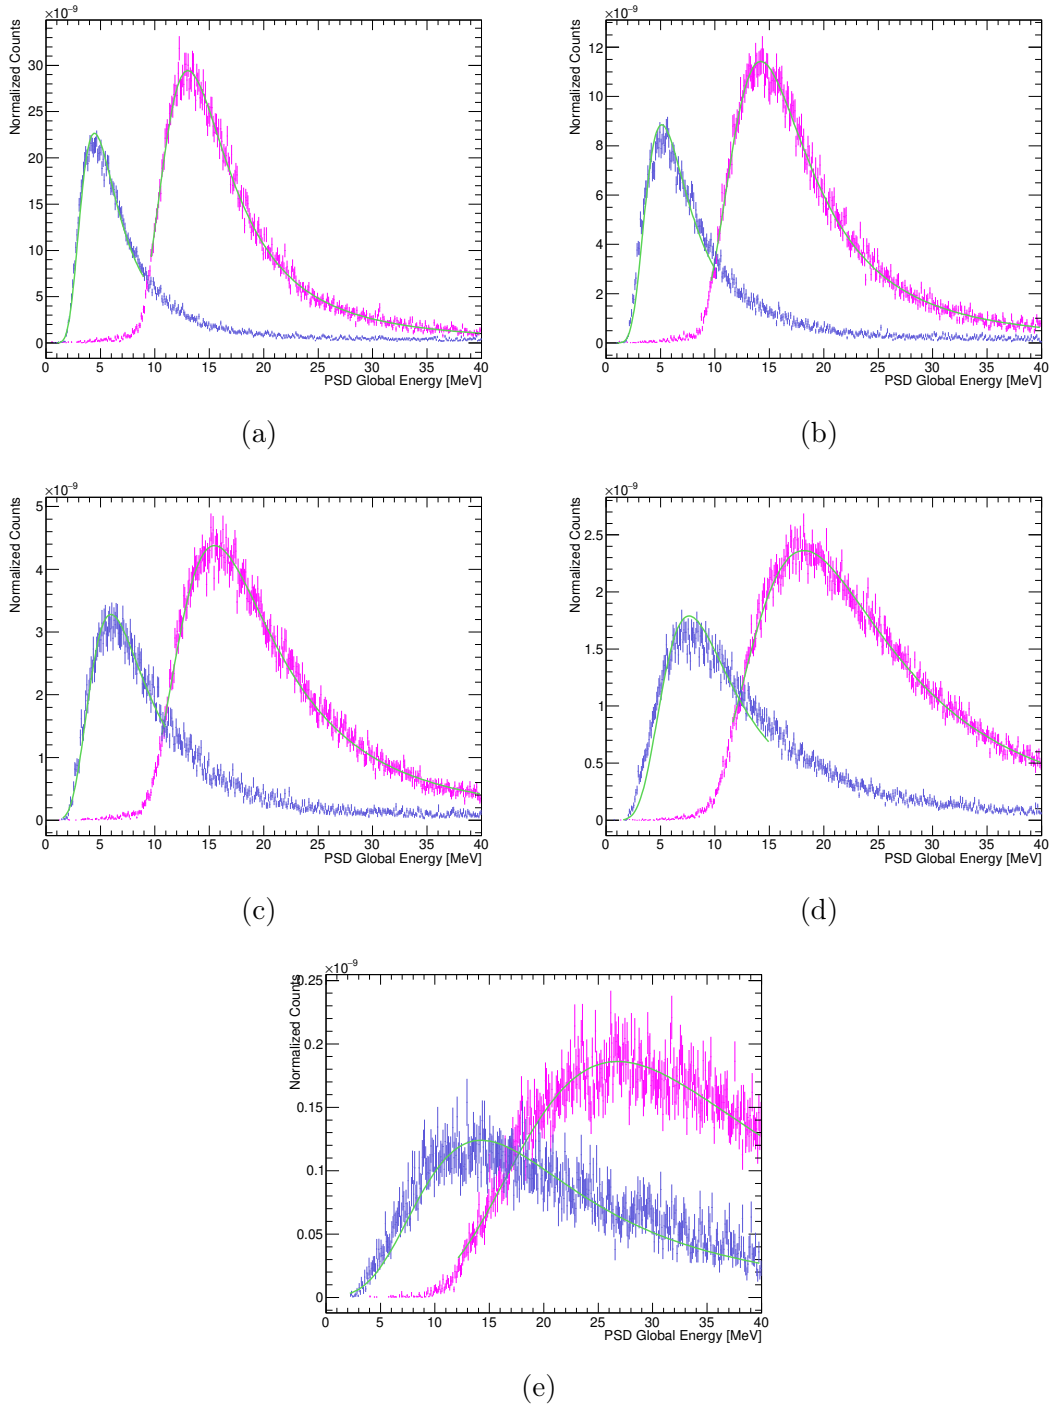 ×10⁻⁹
Normalized Counts
30
25
20
15
10
5
0
0 5 10 15 20 25 30 35 40
PSD Global Energy [MeV]
(a)
×10⁻⁹
Normalized Counts
12
10
8
6
4
2
0
0 5 10 15 20 25 30 35 40
PSD Global Energy [MeV]
(b)
×10⁻⁹
Normalized Counts
5
4
3
2
1
0
0 5 10 15 20 25 30 35 40
PSD Global Energy [MeV]
(c)
×10⁻⁹
Normalized Counts
2.5
2
1.5
1
0.5
0
0 5 10 15 20 25 30 35 40
PSD Global Energy [MeV]
(d)
×10⁻⁹
Normalized Counts
0.25
0.2
0.15
0.1
0.05
0
0 5 10 15 20 25 30 35 40
PSD Global Energy [MeV]
(e)